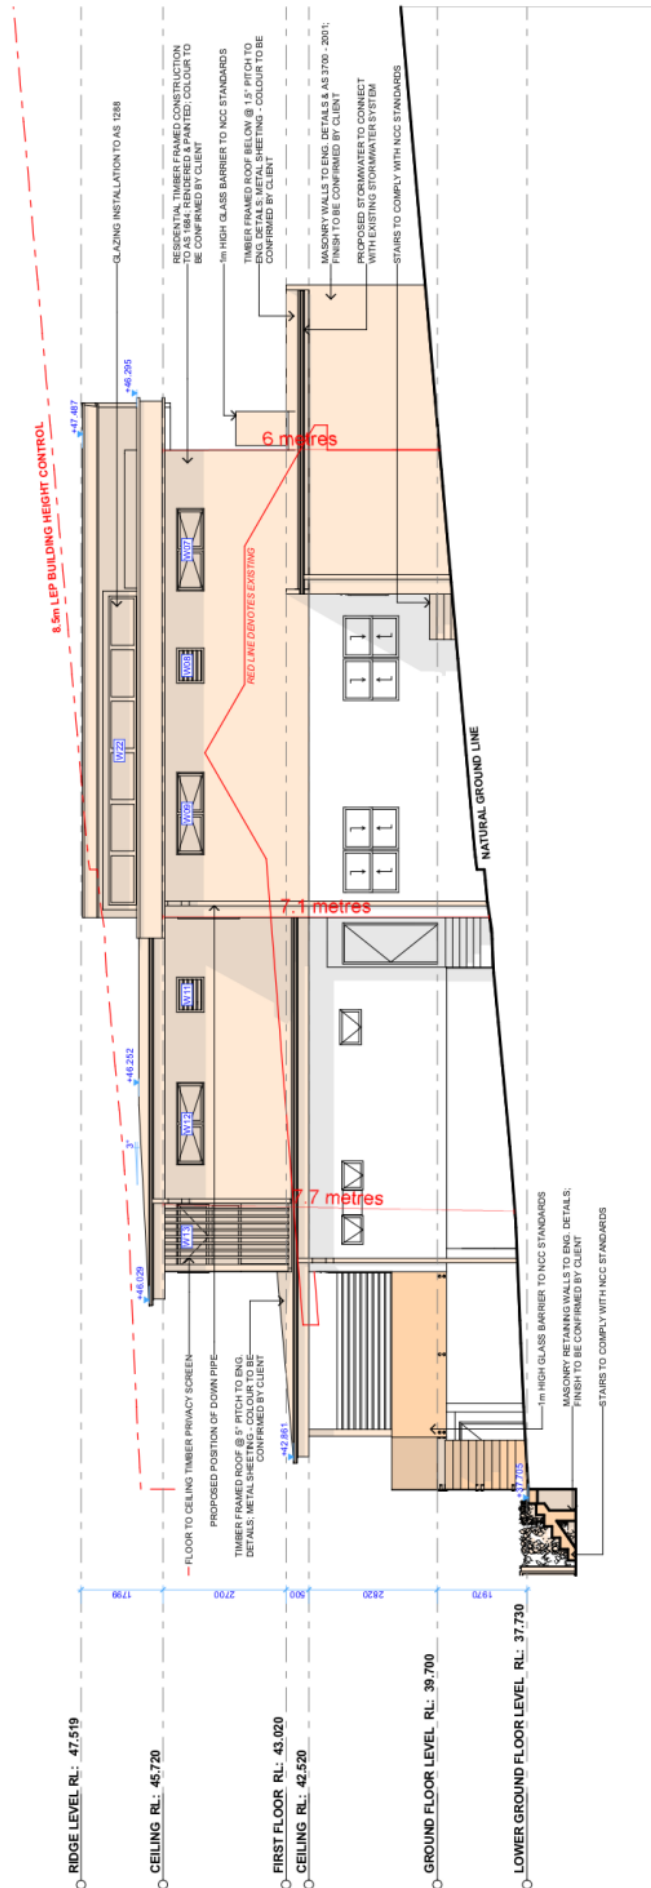 RIDGE LEVEL RL: 47.519
CEILING RL: 45.720
FIRST FLOOR RL: 43.020
CEILING RL: 42.520
GROUND FLOOR LEVEL RL: 39.700
LOWER GROUND FLOOR LEVEL RL: 37.730
1799
2700
500
2820
1970
8.5m LEP BUILDING HEIGHT CONTROL
+47.487
+46.295
+46.252
3°
+46.029
+42.861
+37.705
W22
W13
W12
W11
W09
W08
W07
7.7 metres
7.1 metres
6 metres
RED LINE DENOTES EXISTING
NATURAL GROUND LINE
FLOOR TO CEILING TIMBER PRIVACY SCREEN
PROPOSED POSITION OF DOWN PIPE
TIMBER FRAMED ROOF @ 5° PITCH TO ENG.
DETAILS; METAL SHEETING - COLOUR TO BE
CONFIRMED BY CLIENT
1m HIGH GLASS BARRIER TO NCC STANDARDS
MASONRY RETAINING WALLS TO ENG. DETAILS;
FINISH TO BE CONFIRMED BY CLIENT
STAIRS TO COMPLY WITH NCC STANDARDS
GLAZING INSTALLATION TO AS 1288
RESIDENTIAL TIMBER FRAMED CONSTRUCTION
TO AS 1684; RENDERED & PAINTED; COLOUR TO
BE CONFIRMED BY CLIENT
1m HIGH GLASS BARRIER TO NCC STANDARDS
TIMBER FRAMED ROOF BELOW @ 1.5° PITCH TO
ENG. DETAILS; METAL SHEETING - COLOUR TO BE
CONFIRMED BY CLIENT
MASONRY WALLS TO ENG. DETAILS & AS 3700 - 2001;
FINISH TO BE CONFIRMED BY CLIENT
PROPOSED STORMWATER TO CONNECT
WITH EXISTING STORMWATER SYSTEM
STAIRS TO COMPLY WITH NCC STANDARDS